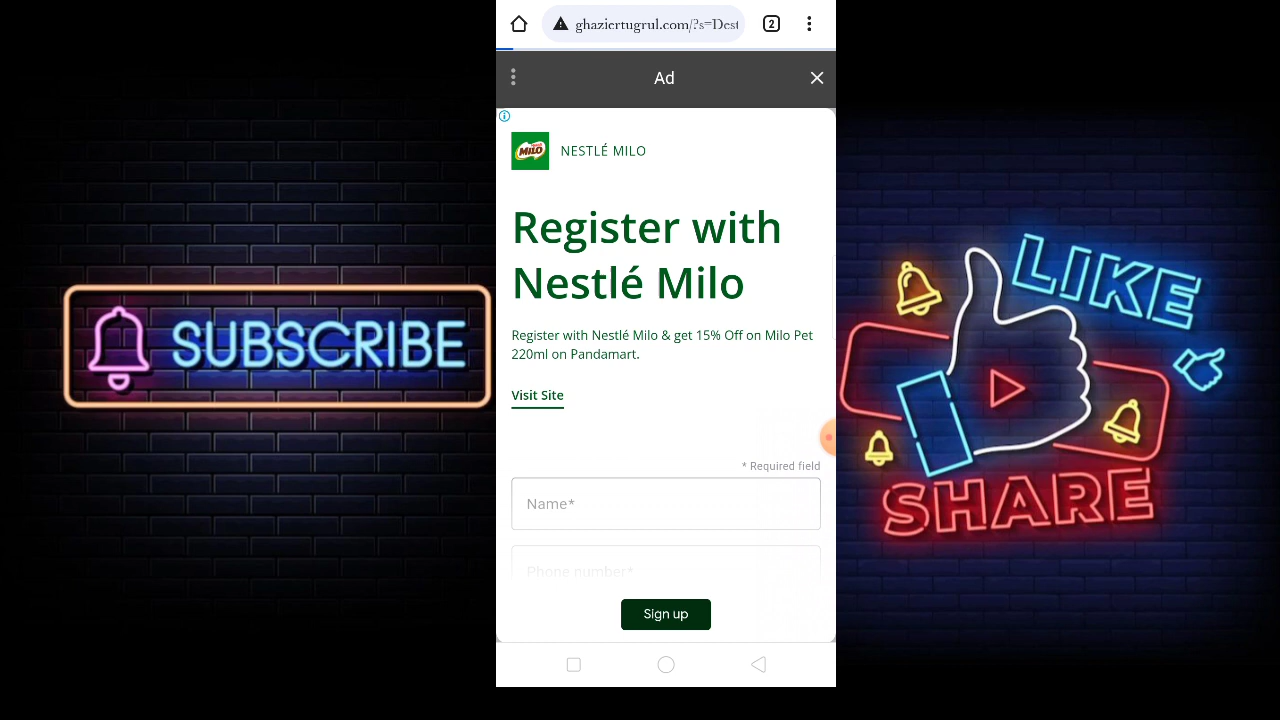 ghaziertugrul.com/?s=Dest
2
Ad
MILO
NESTLÉ MILO
Register with
Nestlé Milo
Register with Nestlé Milo & get 15% Off on Milo Pet
220ml on Pandamart.
Visit Site
* Required field
Name*
Phone number*
Sign up
SUBSCRIBE
LIKE
SHARE